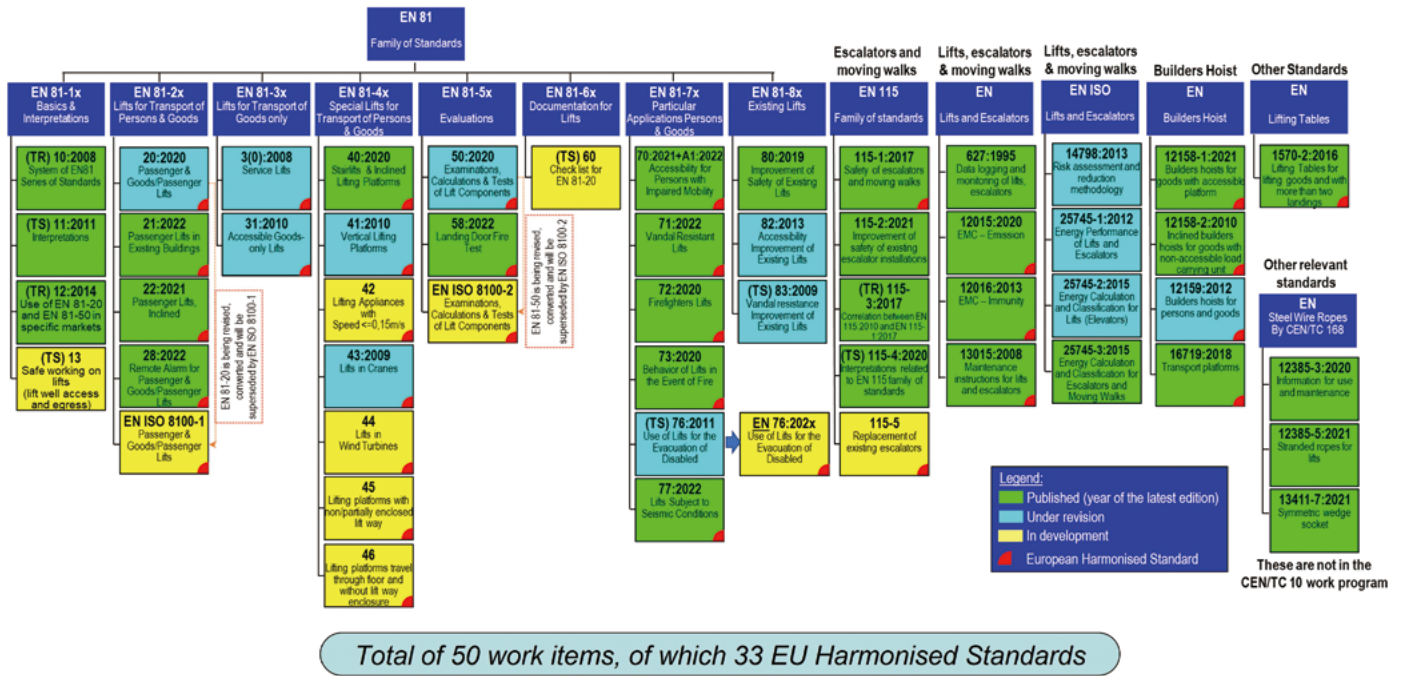 EN 81
Family of Standards
Escalators and
moving walks
Lifts, escalators
& moving walks
Lifts, escalators
& moving walks
Builders Hoist
Other Standards
EN 81-1x
Basics &
Interpretations
EN 81-2x
Lifts for Transport of
Persons & Goods
EN 81-3x
Lifts for Transport of
Goods only
EN 81-4x
Special Lifts for
Transport of Persons
& Goods
EN 81-5x
Evaluations
EN 81-6x
Documentation for
Lifts
EN 81-7x
Particular
Applications Persons
& Goods
EN 81-8x
Existing Lifts
EN 115
Family of standards
EN
Lifts and Escalators
EN ISO
Lifts and Escalators
EN
Builders Hoist
EN
Lifting Tables
(TR) 10:2008
System of EN81
Series of Standards
(TS) 11:2011
Interpretations
(TR) 12:2014
Use of EN 81-20
and EN 81-50 in
specific markets
(TS) 13
Safe working on
lifts
(lift well access
and egress)
20:2020
Passenger &
Goods/Passenger
Lifts
21:2022
Passenger Lifts in
Existing Buildings
22:2021
Passenger Lifts,
Inclined
28:2022
Remote Alarm for
Passenger &
Goods/Passenger
Lifts
EN ISO 8100-1
Passenger &
Goods/Passenger
Lifts
EN 81-20 is being revised,
converted and will be
superseded by EN ISO 8100-1
3(0):2008
Service Lifts
31:2010
Accessible Goods-
only Lifts
40:2020
Stairlifts & Inclined
Lifting Platforms
41:2010
Vertical Lifting
Platforms
42
Lifting Appliances
with
Speed <=0,15m/s
43:2009
Lifts in Cranes
44
Lifts in
Wind Turbines
45
Lifting platforms with
non/partially enclosed
lift way
46
Lifting platforms travel
through floor and
without lift way
enclosure
50:2020
Examinations,
Calculations & Tests
of Lift Components
58:2022
Landing Door Fire
Test
EN ISO 8100-2
Examinations,
Calculations & Tests
of Lift Components
EN 81-50 is being revised,
converted and will be
superseded by EN ISO 8100-2
(TS) 60
Check list for
EN 81-20
70:2021+A1:2022
Accessibility for
Persons with
Impaired Mobility
71:2022
Vandal Resistant
Lifts
72:2020
Firefighters Lifts
73:2020
Behavior of Lifts in
the Event of Fire
(TS) 76:2011
Use of Lifts for the
Evacuation of
Disabled
77:2022
Lifts Subject to
Seismic Conditions
80:2019
Improvement of
Safety of Existing Lifts
82:2013
Accessibility
Improvement of
Existing Lifts
(TS) 83:2009
Vandal resistance
Improvement of
Existing Lifts
EN 76:202x
Use of Lifts for the
Evacuation of
Disabled
115-1:2017
Safety of escalators
and moving walks
115-2:2021
Improvement of
safety of existing
escalator installations
(TR) 115-
3:2017
Correlation between EN
115:2010 and EN 115-
1:2017
(TS) 115-4:2020
Interpretations related
to EN 115 family of
standards
115-5
Replacement of
existing escalators
627:1995
Data logging and
monitoring of lifts,
escalators
12015:2020
EMC – Emission
12016:2013
EMC – Immunity
13015:2008
Maintenance
instructions for lifts
and escalators
14798:2013
Risk assessment and
reduction
methodology
25745-1:2012
Energy Performance
of Lifts and
Escalators
25745-2:2015
Energy Calculation
and Classification for
Lifts (Elevators)
25745-3:2015
Energy Calculation
and Classification for
Escalators and
Moving Walks
12158-1:2021
Builders hoists for
goods with accessible
platform
12158-2:2010
Inclined builders
hoists for goods with
non-accessible load
carrying unit
12159:2012
Builders hoists for
persons and goods
16719:2018
Transport platforms
1570-2:2016
Lifting Tables for
lifting goods and with
more than two
landings
Other relevant
standards
EN
Steel Wire Ropes
By CEN/TC 168
12385-3:2020
Information for use
and maintenance
12385-5:2021
Stranded ropes for
lifts
13411-7:2021
Symmetric wedge
socket
These are not in the
CEN/TC 10 work program
Legend:
Published (year of the latest edition)
Under revision
In development
European Harmonised Standard
Total of 50 work items, of which 33 EU Harmonised Standards